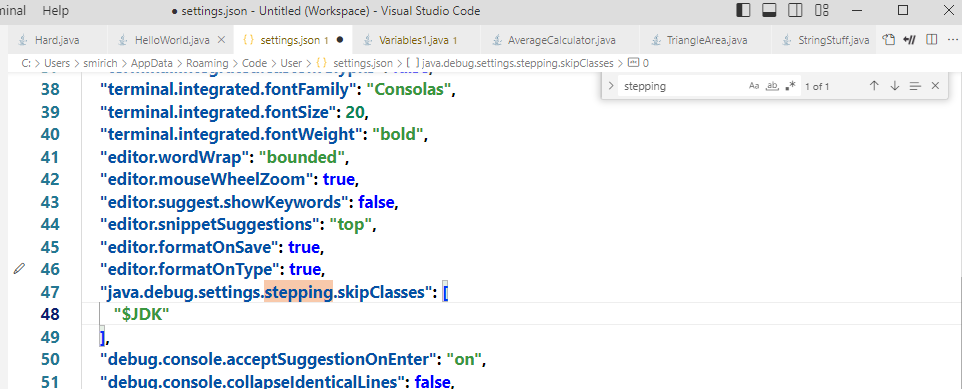 minal Help ● settings.json - Untitled (Workspace) - Visual Studio Code
Hard.java HelloWorld.java settings.json 1 Variables1.java 1 AverageCalculator.java TriangleArea.java StringStuff.java
C: > Users > smirich > AppData > Roaming > Code > User > {} settings.json > [ ] java.debug.settings.stepping.skipClasses > 0
stepping Aa ab 1 of 1
38 "terminal.integrated.fontFamily": "Consolas",
39 "terminal.integrated.fontSize": 20,
40 "terminal.integrated.fontWeight": "bold",
41 "editor.wordWrap": "bounded",
42 "editor.mouseWheelZoom": true,
43 "editor.suggest.showKeywords": false,
44 "editor.snippetSuggestions": "top",
45 "editor.formatOnSave": true,
46 "editor.formatOnType": true,
47 "java.debug.settings.stepping.skipClasses": [
48 "$JDK"
49 ],
50 "debug.console.acceptSuggestionOnEnter": "on",
51 "debug.console.collapseIdenticalLines": false,